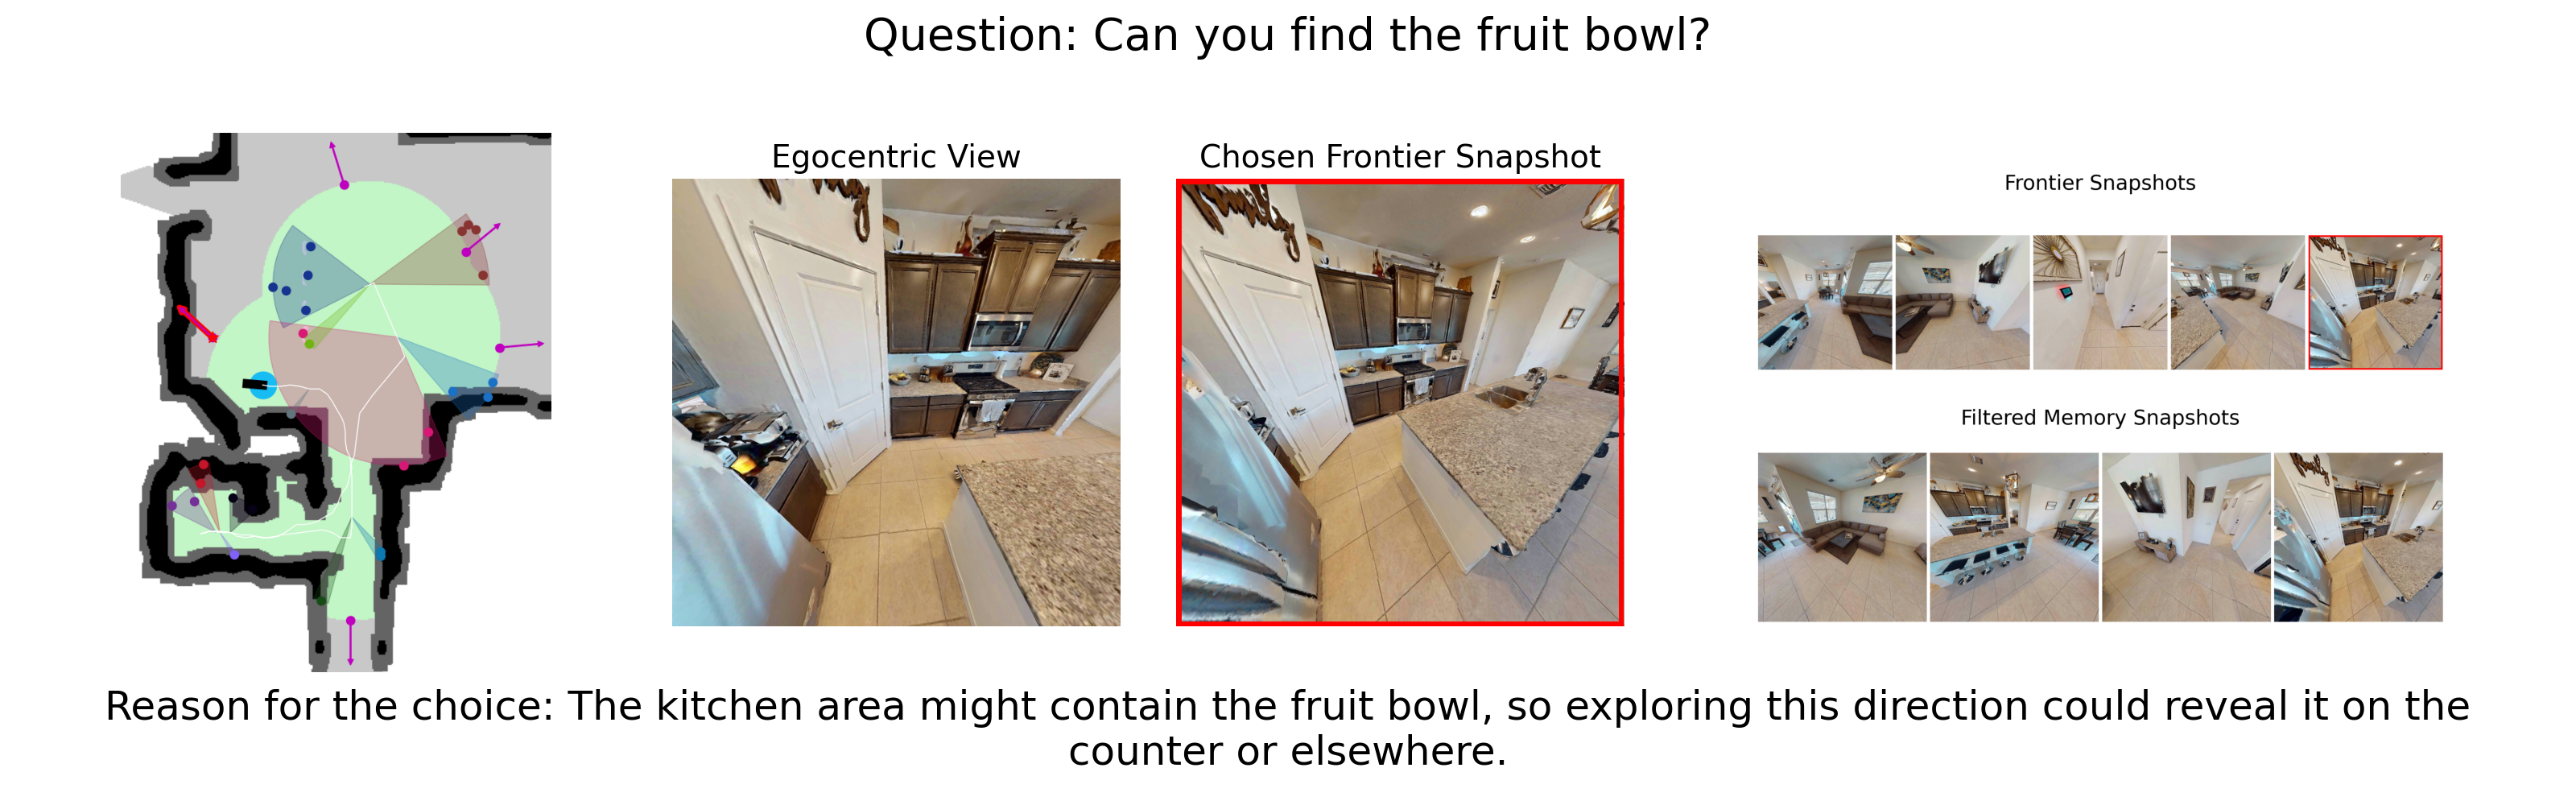 Question: Can you find the fruit bowl?
Egocentric View
Chosen Frontier Snapshot
Frontier Snapshots
Filtered Memory Snapshots
Reason for the choice: The kitchen area might contain the fruit bowl, so exploring this direction could reveal it on the
counter or elsewhere.